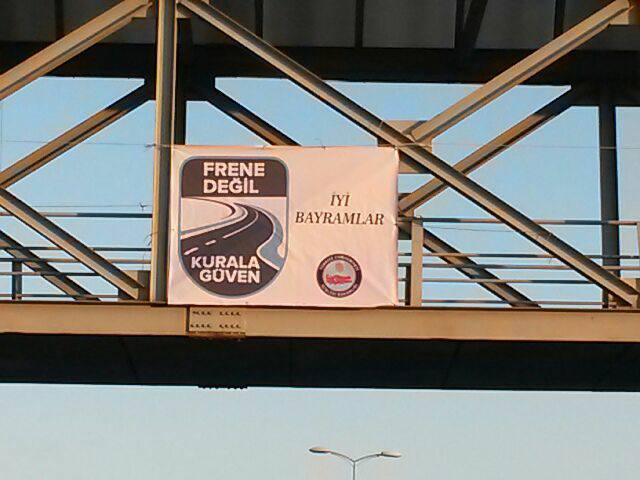 FRENE
DEĞİL
KURALA
GÜVEN
İYİ
BAYRAMLAR